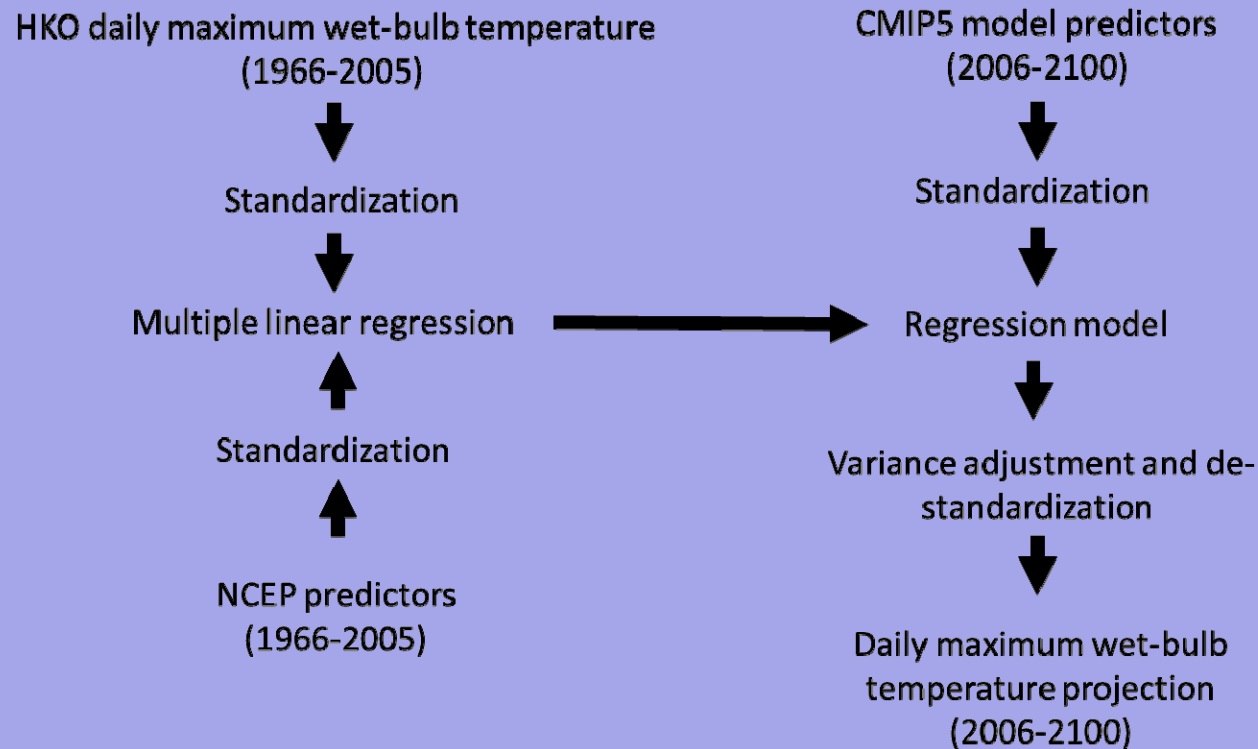 HKO daily maximum wet-bulb temperature
(1966-2005)
Standardization
Multiple linear regression
Standardization
NCEP predictors
(1966-2005)
CMIP5 model predictors
(2006-2100)
Standardization
Regression model
Variance adjustment and de-
standardization
Daily maximum wet-bulb
temperature projection
(2006-2100)